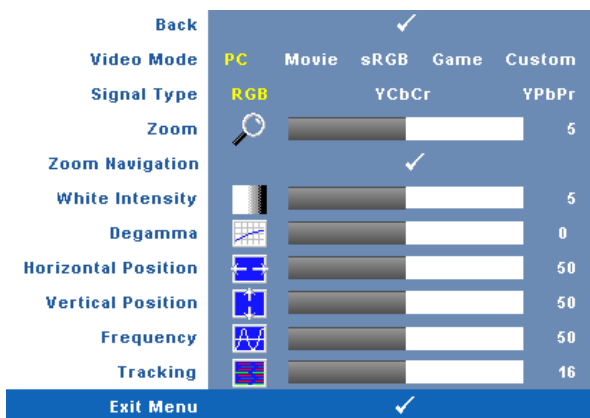 Back
Video Mode PC Movie sRGB Game Custom
Signal Type RGB YCbCr YPbPr
Zoom 5
Zoom Navigation
White Intensity 5
Degamma 0
Horizontal Position 50
Vertical Position 50
Frequency 50
Tracking 16
Exit Menu